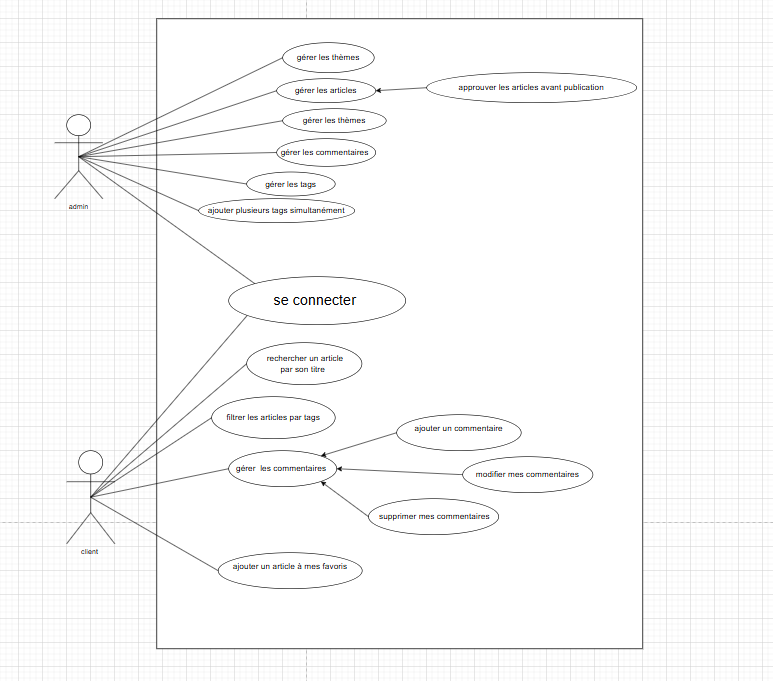 gérer les thèmes
gérer les articles
approuver les articles avant publication
gérer les thèmes
gérer les commentaires
gérer les tags
admin
ajouter plusieurs tags simultanément
se connecter
rechercher un article
par son titre
filtrer les articles par tags
ajouter un commentaire
gérer les commentaires
modifier mes commentaires
supprimer mes commentaires
client
ajouter un article à mes favoris